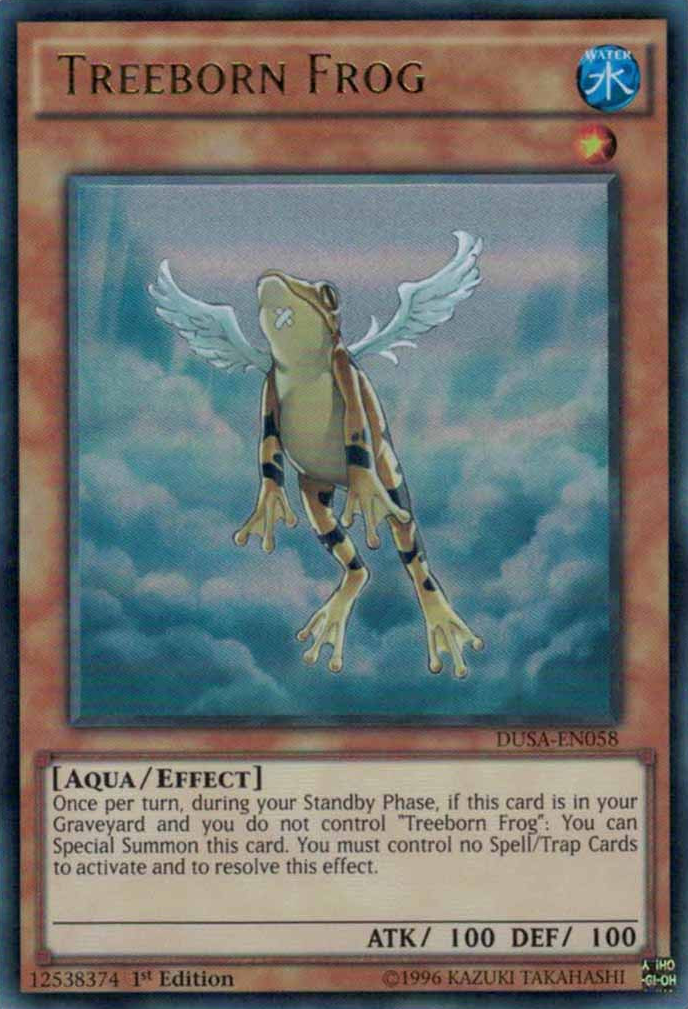 TREEBORN FROG
WATER
水
DUSA-EN058
[AQUA/EFFECT]
Once per turn, during your Standby Phase, if this card is in your
Graveyard and you do not control "Treeborn Frog": You can
Special Summon this card. You must control no Spell/Trap Cards
to activate and to resolve this effect.
ATK/ 100 DEF/ 100
12538374 1st Edition ©1996 KAZUKI TAKAHASHI